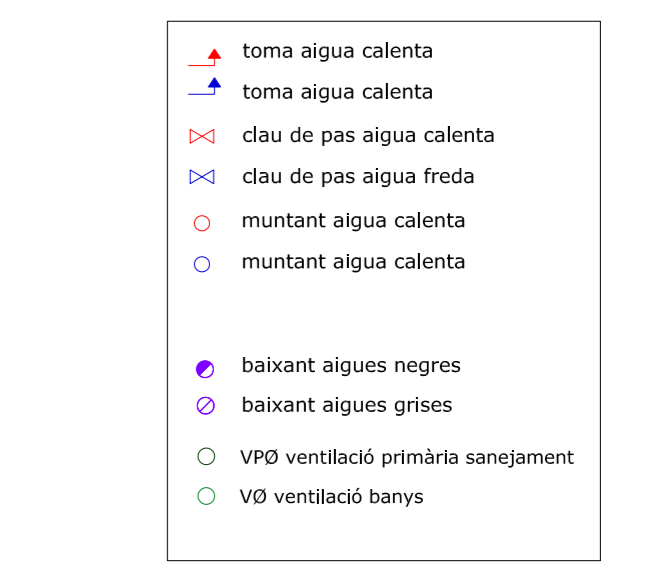 toma aigua calenta
toma aigua calenta
clau de pas aigua calenta
clau de pas aigua freda
muntant aigua calenta
muntant aigua calenta
baixant aigues negres
baixant aigues grises
VPØ ventilació primària sanejament
VØ ventilació banys